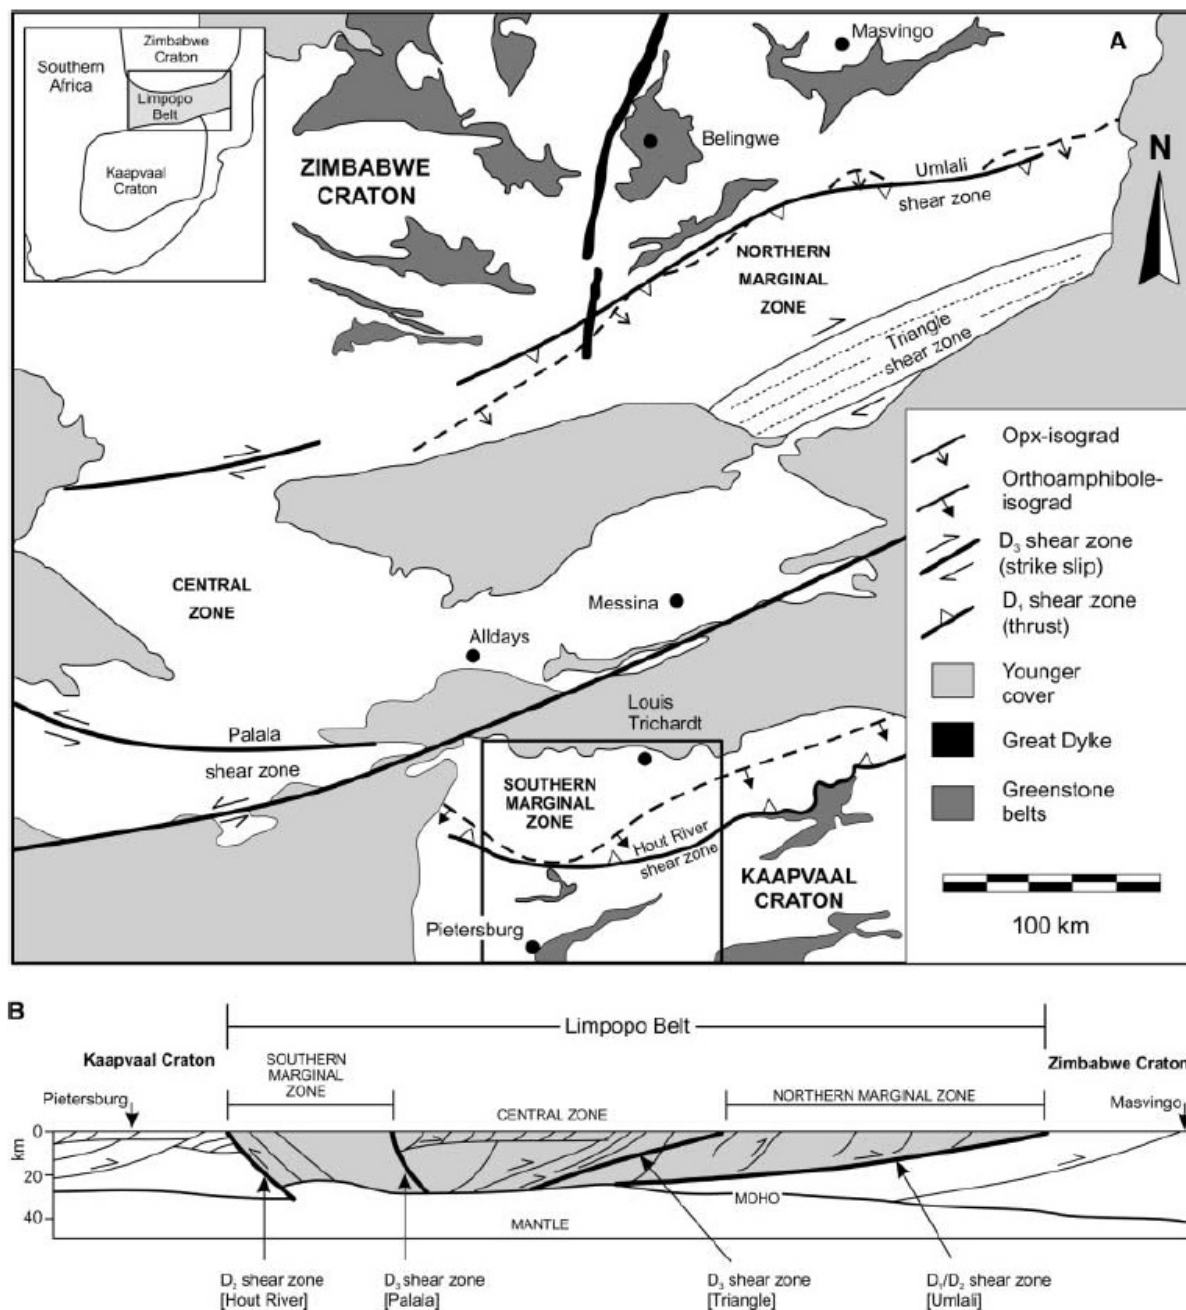 A
Zimbabwe
Craton
Southern
Africa
Limpopo
Belt
Kaapvaal
Craton
Masvingo
Belingwe
ZIMBABWE
CRATON
Umlali
shear zone
N
NORTHERN
MARGINAL
ZONE
Triangle
shear zone
CENTRAL
ZONE
Messina
Alldays
Louis
Trichardt
Palala
shear zone
SOUTHERN
MARGINAL
ZONE
Hout River
shear zone
KAAPVAAL
CRATON
Pietersburg
Opx-isograd
Orthoamphibole-
isograd
D3 shear zone
(strike slip)
D, shear zone
(thrust)
Younger
cover
Great Dylke
Greenstone
belts
100 km
B
Limpopo Belt
Kaapvaal Craton
SOUTHERN
MARGINAL
ZONE
Zimbabwe Craton
Pietersburg
CENTRAL ZONE
NORTHERN MARGINAL ZONE
Masvingo
0
km
20
40
MOHO
MANTLE
D2 shear zone
[Hout River]
D3 shear zone
[Palala]
D3 shear zone
[Triangle]
D1/D2 shear zone
[Umlali]